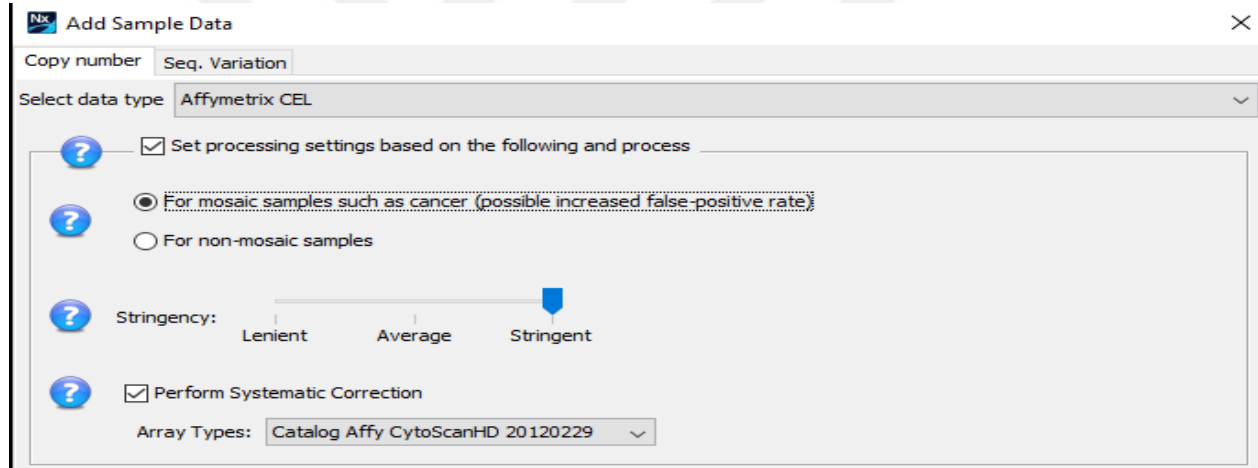 Nx Add Sample Data
Copy number Seq. Variation
Select data type Affymetrix CEL
? Set processing settings based on the following and process
? For mosaic samples such as cancer (possible increased false-positive rate)
For non-mosaic samples
? Stringency:
Lenient Average Stringent
? Perform Systematic Correction
Array Types: Catalog Affy CytoScanHD 20120229